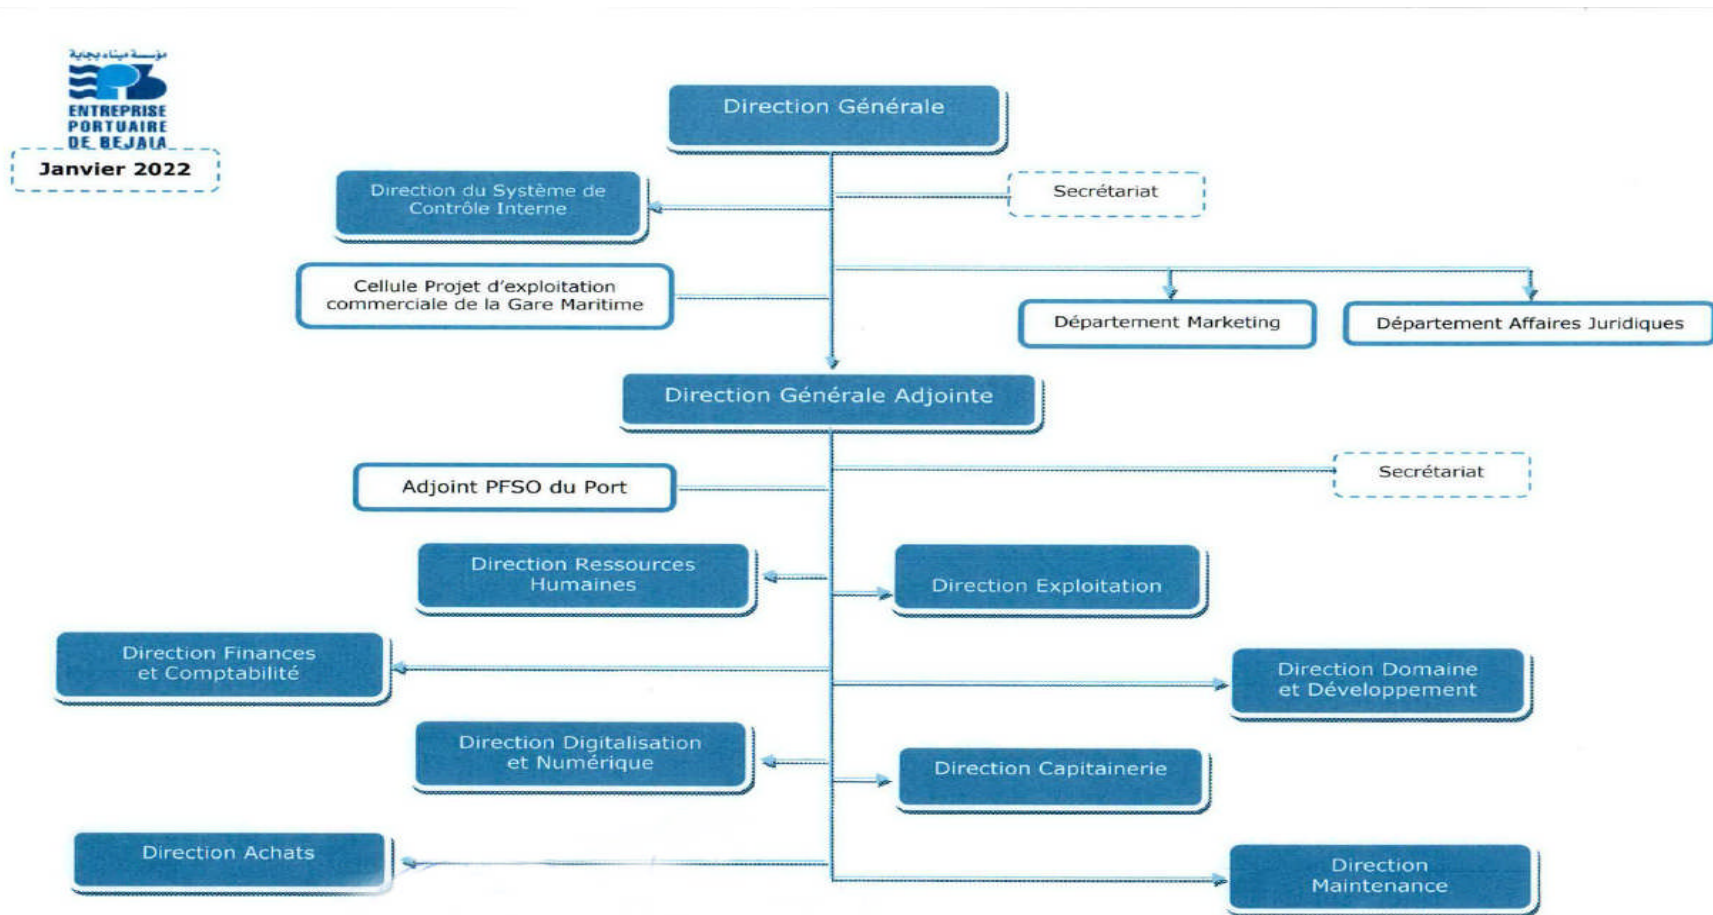 مؤسسة ميناء بجاية
ENTREPRISE
PORTUAIRE
DE BEJAIA
Janvier 2022
Direction Générale
Direction du Système de
Contrôle Interne
Secrétariat
Cellule Projet d'exploitation
commerciale de la Gare Maritime
Département Marketing
Département Affaires Juridiques
Direction Générale Adjointe
Adjoint PFSO du Port
Secrétariat
Direction Ressources
Humaines
Direction Exploitation
Direction Finances
et Comptabilité
Direction Domaine
et Développement
Direction Digitalisation
et Numérique
Direction Capitainerie
Direction Achats
Direction
Maintenance